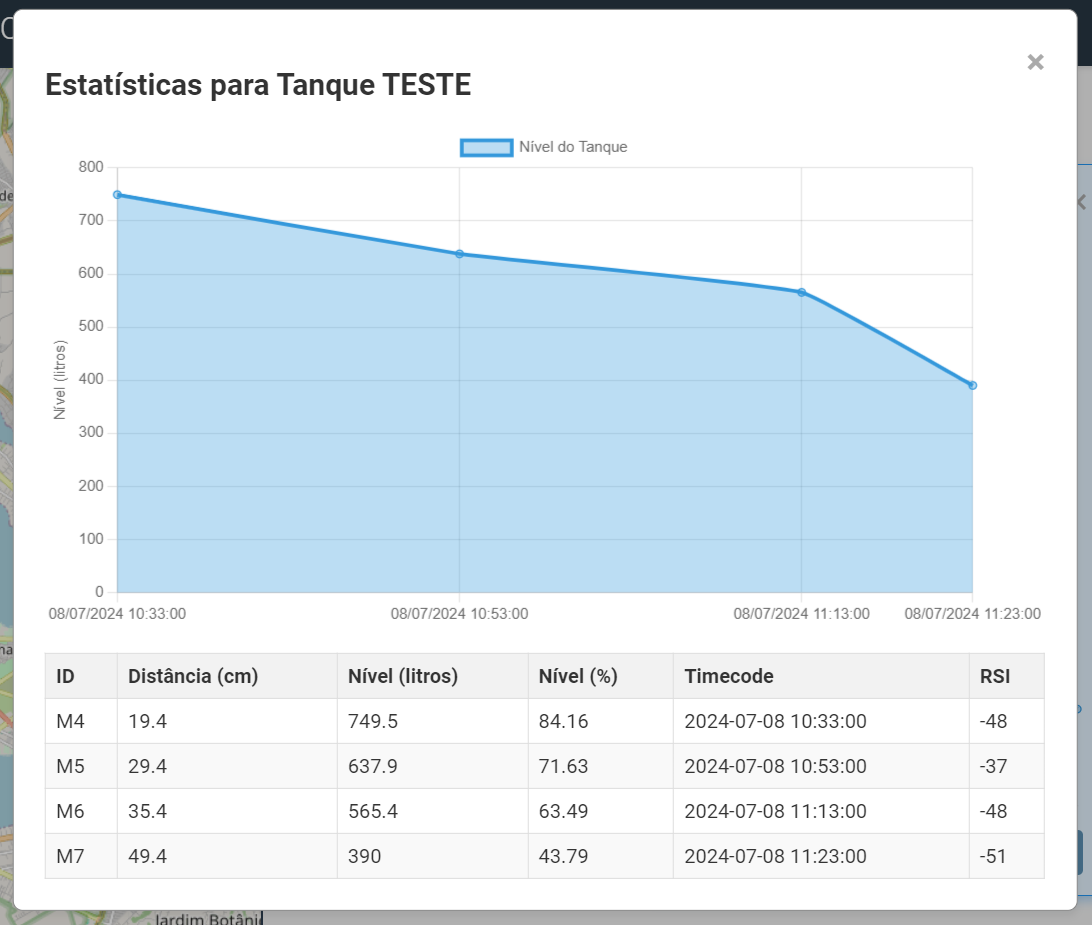 ×
Estatísticas para Tanque TESTE
Nível do Tanque
800
700
600
500
400
300
200
100
0
Nível (litros)
08/07/2024 10:33:00 08/07/2024 10:53:00 08/07/2024 11:13:00 08/07/2024 11:23:00
ID Distância (cm) Nível (litros) Nível (%) Timecode RSI
M4 19.4 749.5 84.16 2024-07-08 10:33:00 -48
M5 29.4 637.9 71.63 2024-07-08 10:53:00 -37
M6 35.4 565.4 63.49 2024-07-08 11:13:00 -48
M7 49.4 390 43.79 2024-07-08 11:23:00 -51
Jardim